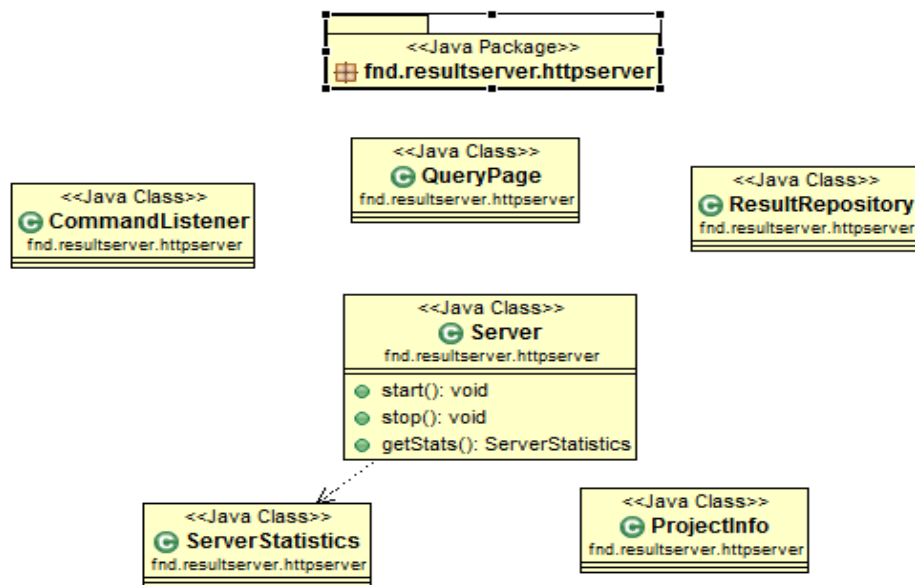 <<Java Package>>
fnd.resultserver.httpserver
<<Java Class>>
QueryPage
fnd.resultserver.httpserver
<<Java Class>>
CommandListener
fnd.resultserver.httpserver
<<Java Class>>
ResultRepository
fnd.resultserver.httpserver
<<Java Class>>
Server
fnd.resultserver.httpserver
start(): void
stop(): void
getStats(): ServerStatistics
<<Java Class>>
ServerStatistics
fnd.resultserver.httpserver
<<Java Class>>
ProjectInfo
fnd.resultserver.httpserver